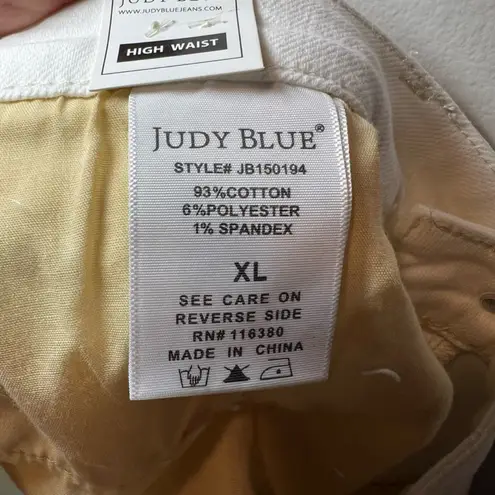 JUDY BLUE
WWW.JUDYBLUEJEANS.COM
HIGH WAIST
JUDY BLUE®
STYLE# JB150194
93%COTTON
6%POLYESTER
1% SPANDEX
XL
SEE CARE ON
REVERSE SIDE
RN# 116380
MADE IN CHINA